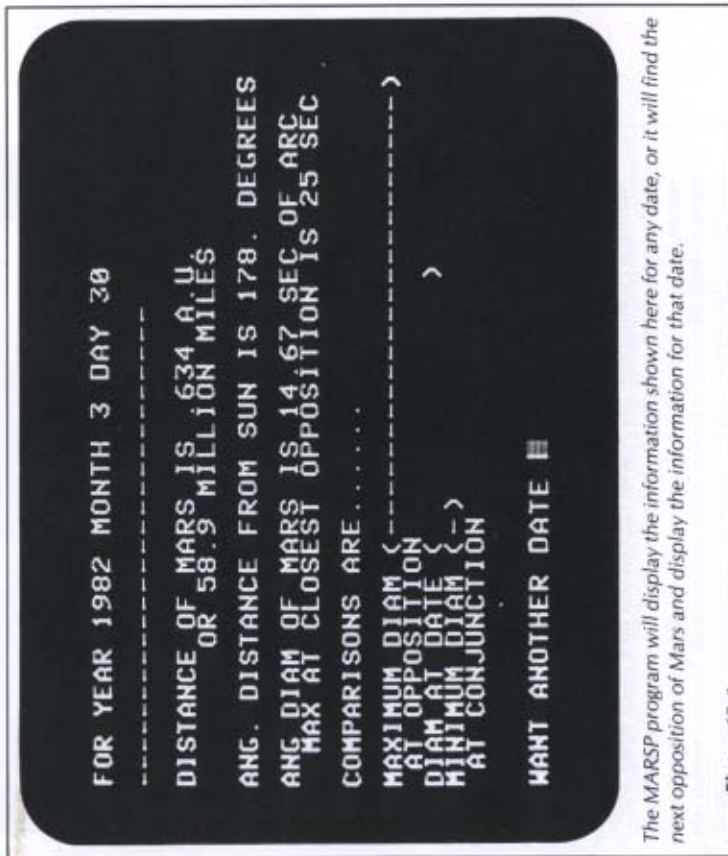 FOR YEAR 1982 MONTH 3 DAY 30
-----------------------------
DISTANCE OF MARS IS .634 A.U.
OR 58.9 MILLION MILES
ANG. DISTANCE FROM SUN IS 178. DEGREES
ANG DIAM OF MARS IS 14.67 SEC OF ARC
MAX AT CLOSEST OPPOSITION IS 25 SEC
COMPARISONS ARE.......
MAXIMUM DIAM <------------------------->
AT OPPOSITION
DIAM AT DATE < >
MINIMUM DIAM <-->
AT CONJUNCTION
WANT ANOTHER DATE
The MARSP program will display the information shown here for any date, or it will find the
next opposition of Mars and display the information for that date.